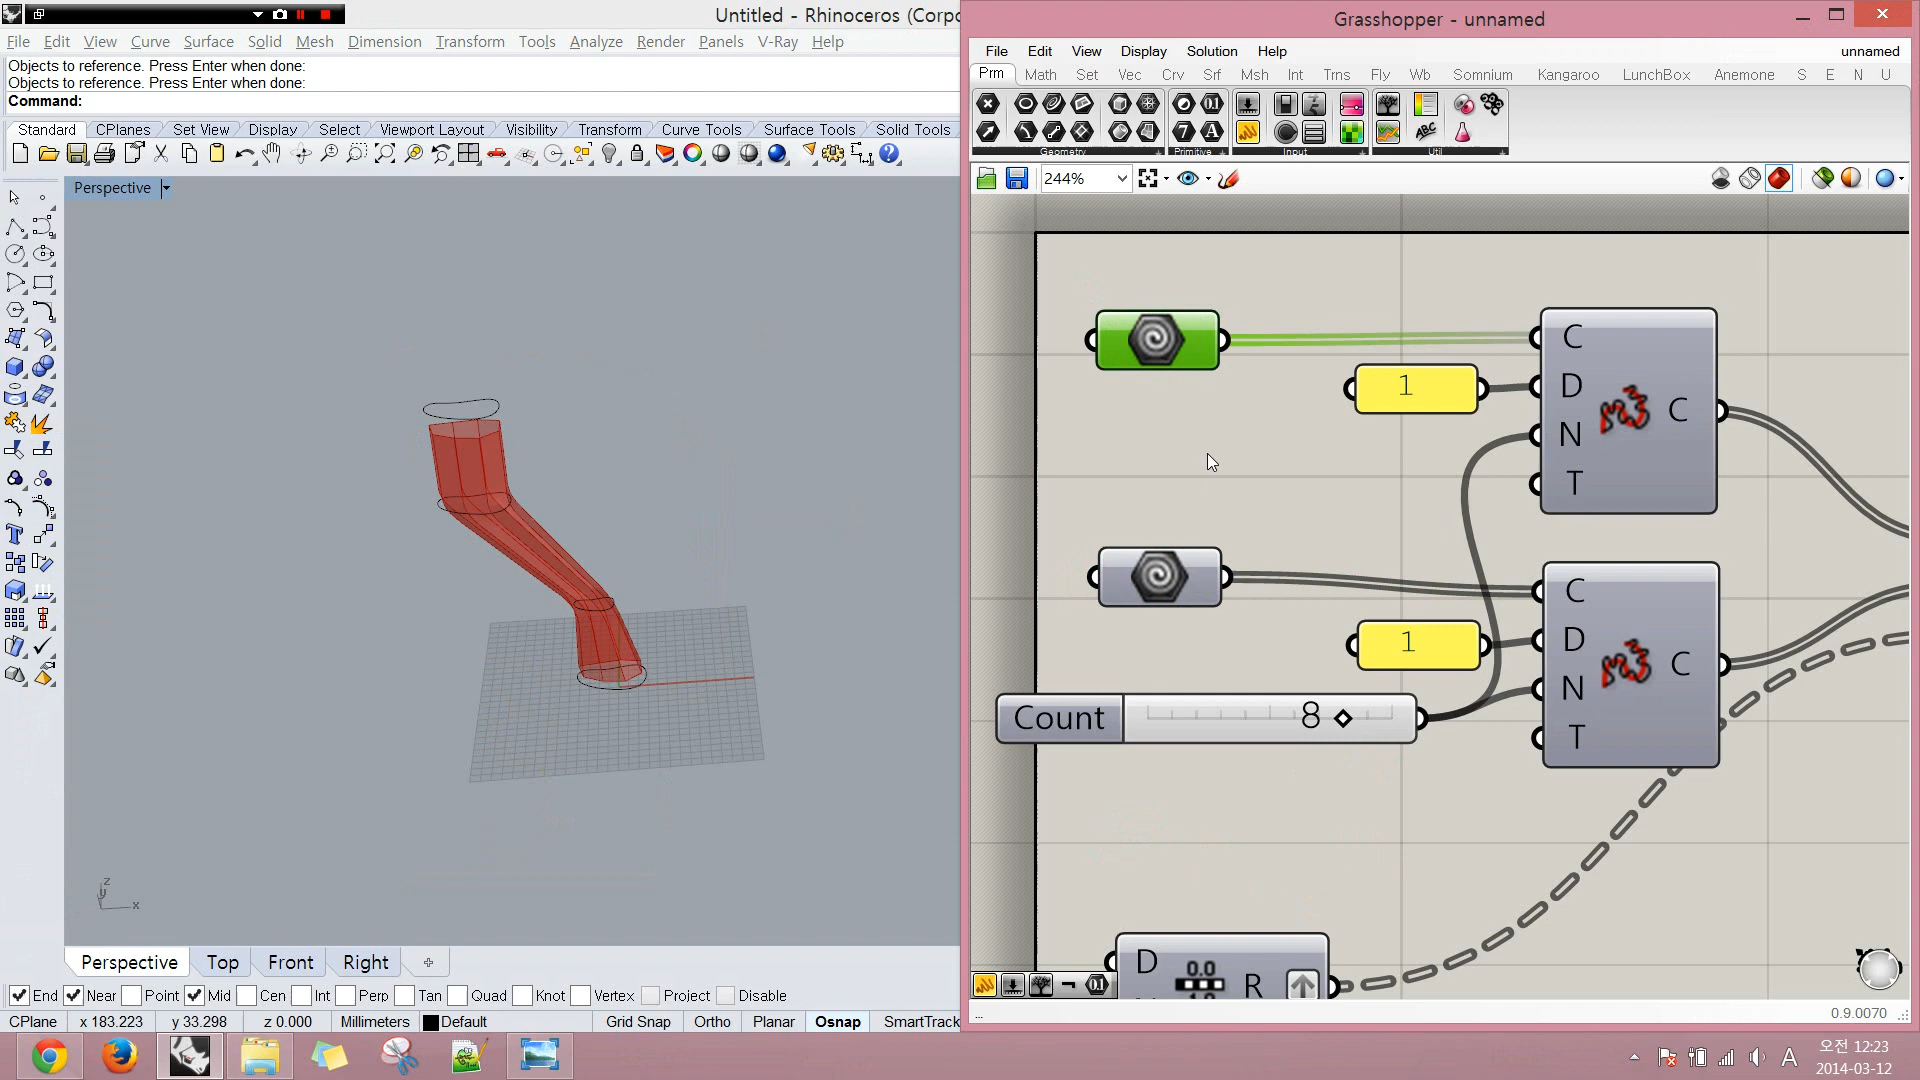 Untitled - Rhinoceros (Corpo
File Edit View Curve Surface Solid Mesh Dimension Transform Tools Analyze Render Panels V-Ray Help
Objects to reference. Press Enter when done:
Objects to reference. Press Enter when done:
Command:
Standard CPlanes Set View Display Select Viewport Layout Visibility Transform Curve Tools Surface Tools Solid Tools
Perspective
z
y
x
Perspective Top Front Right
End Near Point Mid Cen Int Perp Tan Quad Knot Vertex Project Disable
CPlane x 183.223 y 33.298 z 0.000 Millimeters Default Grid Snap Ortho Planar Osnap SmartTrack
Grasshopper - unnamed
File Edit View Display Solution Help unnamed
Prm Math Set Vec Crv Srf Msh Int Trns Fly Wb Somnium Kangaroo LunchBox Anemone S E N U
Geometry Primitive Input Util
244%
C
D
N
T
C
1
C
D
N
T
C
1
Count 8
D
0.0
R
...
0.9.0070
A
오전 12:23
2014-03-12